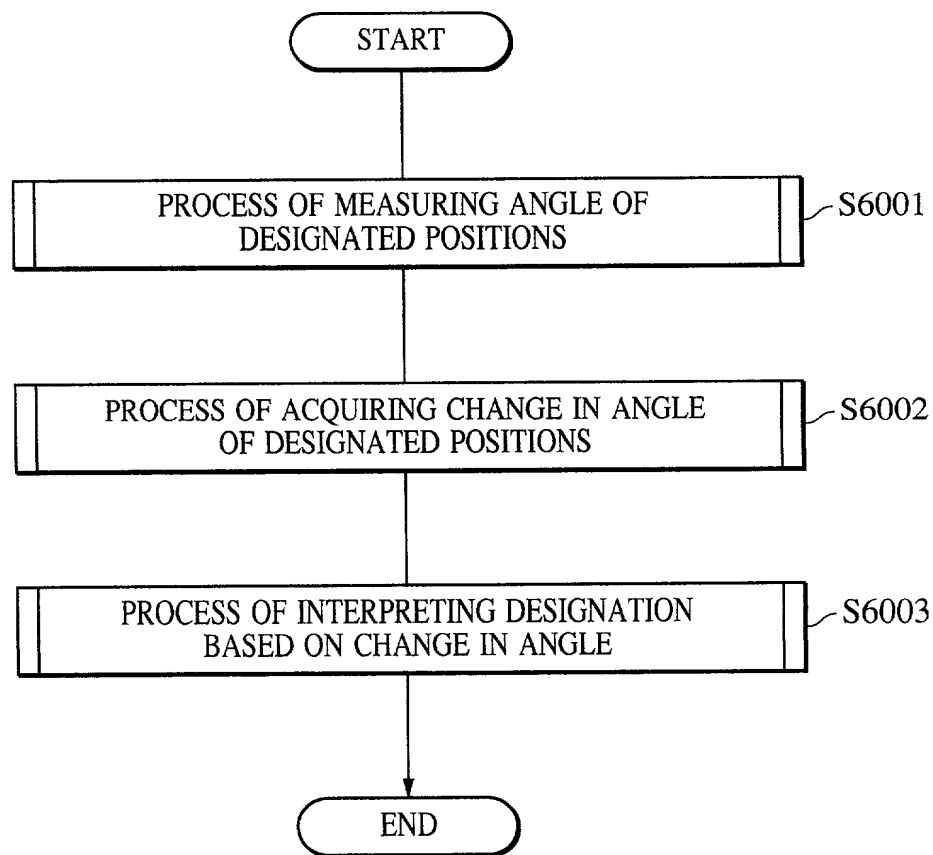 START
PROCESS OF MEASURING ANGLE OF
DESIGNATED POSITIONS
S6001
PROCESS OF ACQUIRING CHANGE IN ANGLE
OF DESIGNATED POSITIONS
S6002
PROCESS OF INTERPRETING DESIGNATION
BASED ON CHANGE IN ANGLE
S6003
END